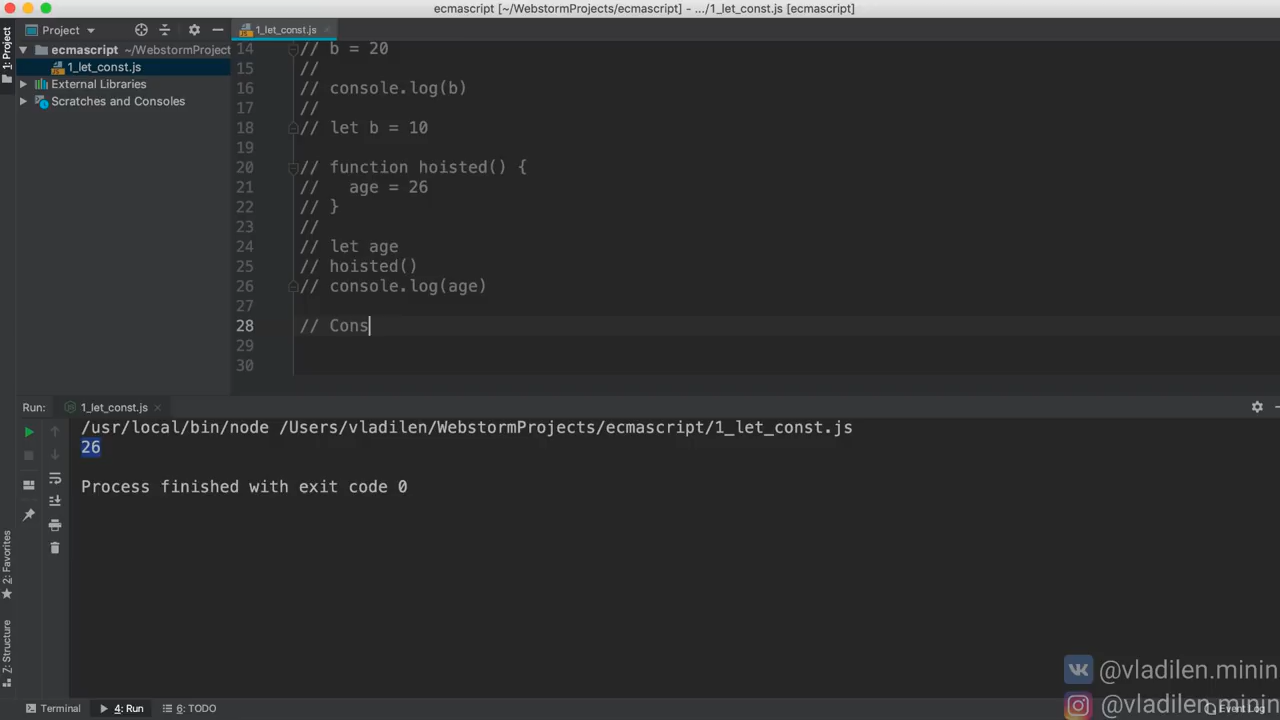 ecmascript [~/WebstormProjects/ecmascript] - .../1_let_const.js [ecmascript]
1: Project
Project
1_let_const.js
ecmascript ~/WebstormProject
1_let_const.js
External Libraries
Scratches and Consoles
14 // b = 20
15 //
16 // console.log(b)
17 //
18 // let b = 10
19
20 // function hoisted() {
21 //   age = 26
22 // }
23 //
24 // let age
25 // hoisted()
26 // console.log(age)
27
28 // Cons
29
30
Run: 1_let_const.js
/usr/local/bin/node /Users/vladilen/WebstormProjects/ecmascript/1_let_const.js
26
Process finished with exit code 0
2: Favorites
Z: Structure
@vladilen.minin
@vladilen.minin
Terminal 4: Run 6: TODO Event Log